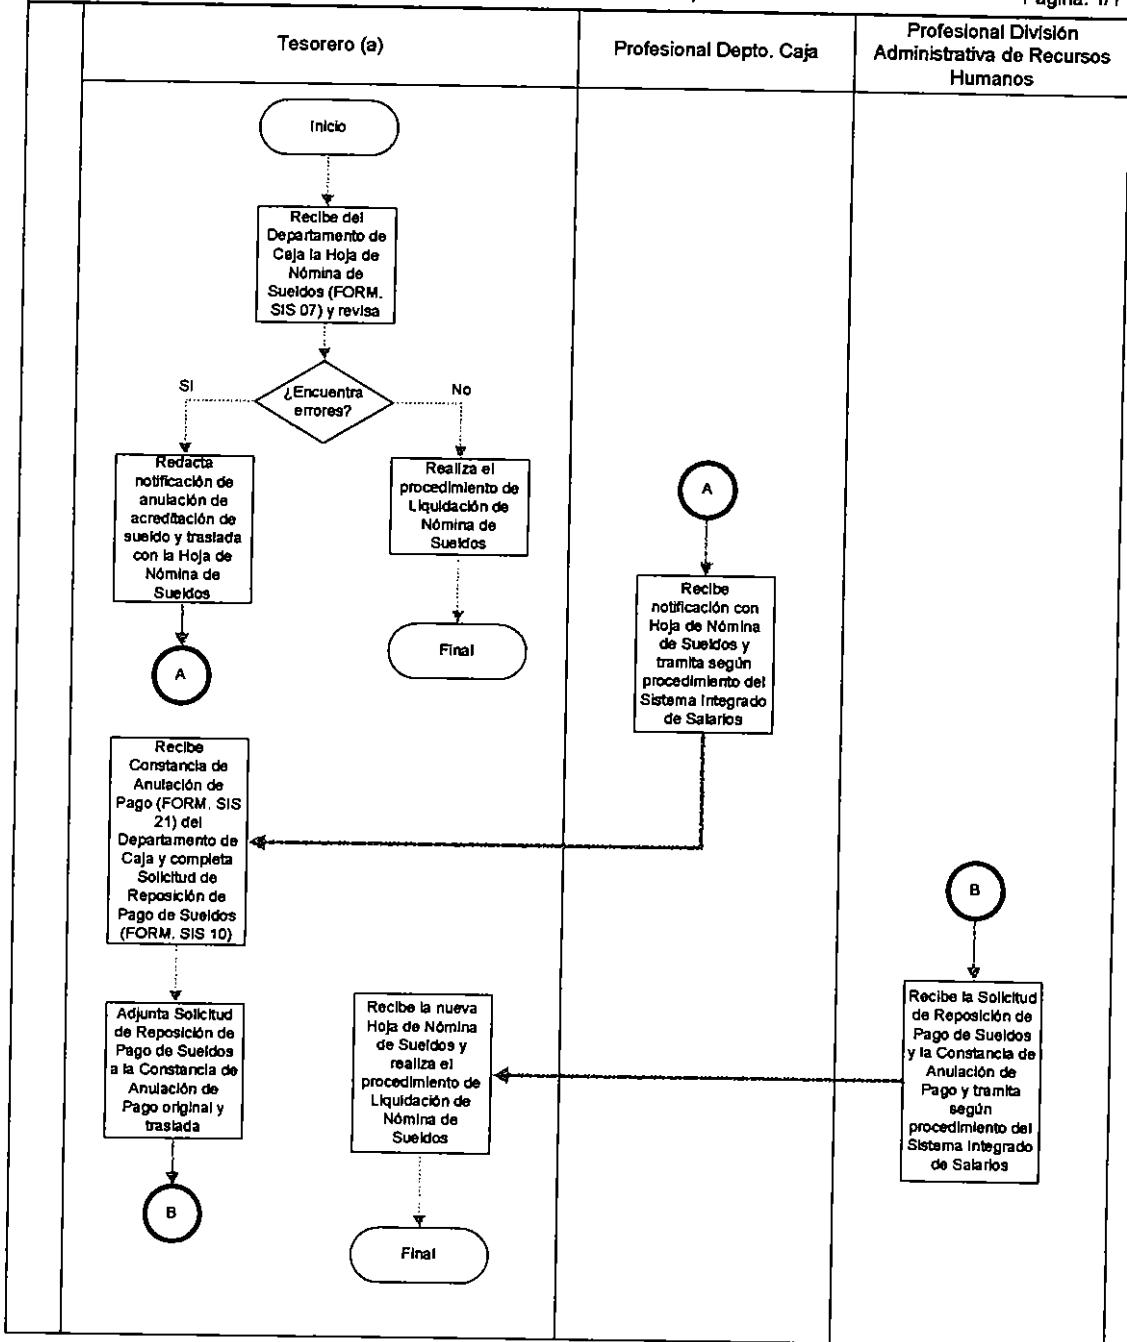 Página: 1/1
Tesorero (a)
Profesional Depto. Caja
Profesional División
Administrativa de Recursos
Humanos
Inicio
Recibe del
Departamento de
Caja la Hoja de
Nómina de
Sueldos (FORM.
SIS 07) y revisa
¿Encuentra
errores?
SI
No
Redacta
notificación de
anulación de
acreditación de
sueldo y traslada
con la Hoja de
Nómina de
Sueldos
Realiza el
procedimiento de
Liquidación de
Nómina de
Sueldos
A
Final
A
Recibe
notificación con
Hoja de Nómina
de Sueldos y
tramita según
procedimiento del
Sistema Integrado
de Salarios
Recibe
Constancia de
Anulación de
Pago (FORM. SIS
21) del
Departamento de
Caja y completa
Solicitud de
Reposición de
Pago de Sueldos
(FORM. SIS 10)
Adjunta Solicitud
de Reposición de
Pago de Sueldos
a la Constancia de
Anulación de
Pago original y
traslada
B
B
Recibe la Solicitud
de Reposición de
Pago de Sueldos
y la Constancia de
Anulación de
Pago y tramita
según
procedimiento del
Sistema Integrado
de Salarios
Recibe la nueva
Hoja de Nómina
de Sueldos y
realiza el
procedimiento de
Liquidación de
Nómina de
Sueldos
Final